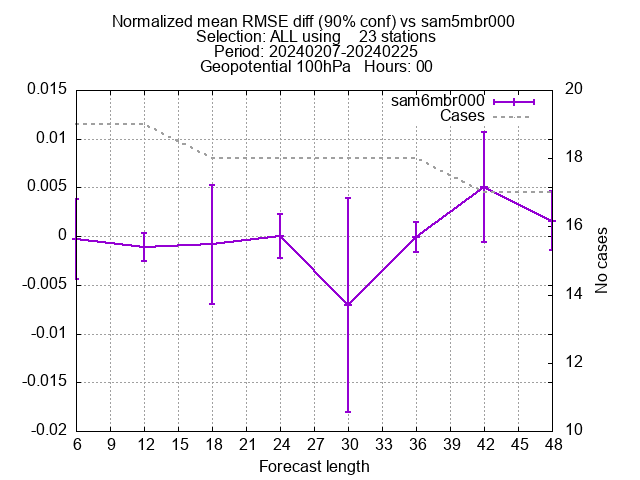 Normalized mean RMSE diff (90% conf) vs sam5mbr000
Selection: ALL using    23 stations
Period: 20240207-20240225
Geopotential 100hPa   Hours: 00
sam6mbr000
Cases
0.015
0.01
0.005
0
-0.005
-0.01
-0.015
-0.02
20
18
16
14
12
10
No cases
6 9 12 15 18 21 24 27 30 33 36 39 42 45 48
Forecast length